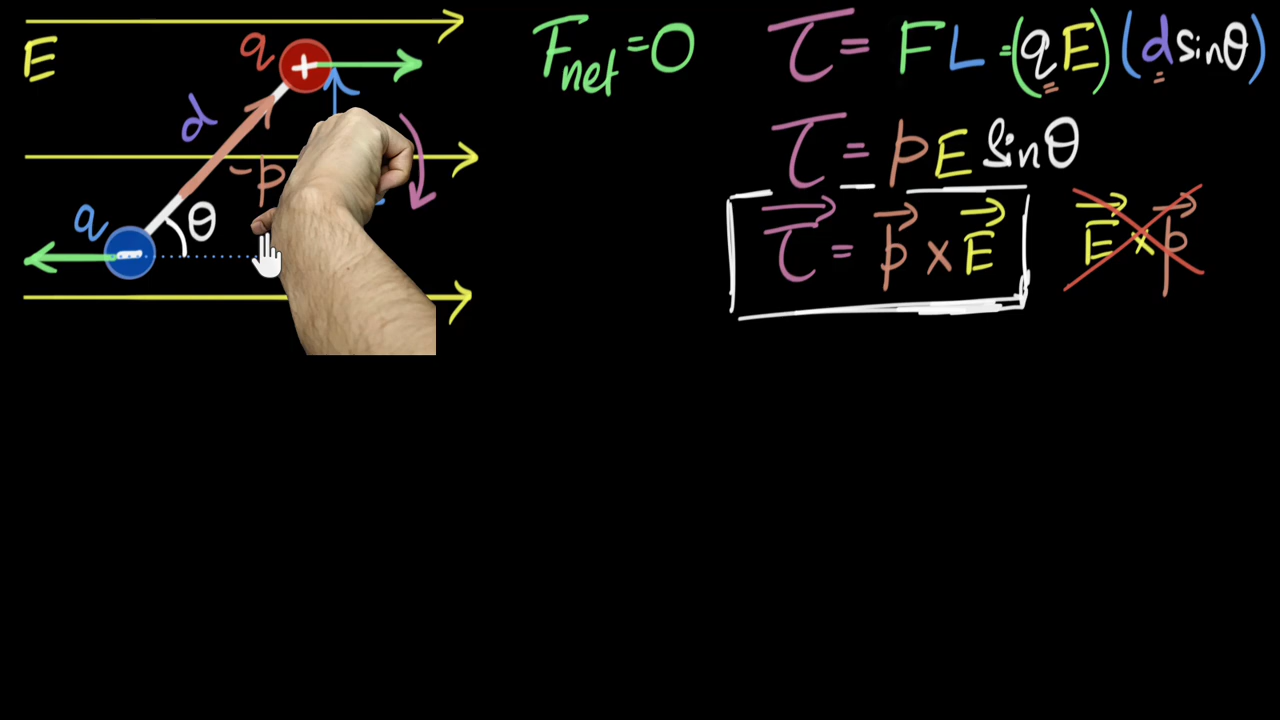 E
q
+
d
-p
q
θ
−
F_net = 0
τ = FL = (qE)(d sinθ)
τ = pE sinθ
τ⃗ = p⃗ x E⃗
E⃗ x p⃗